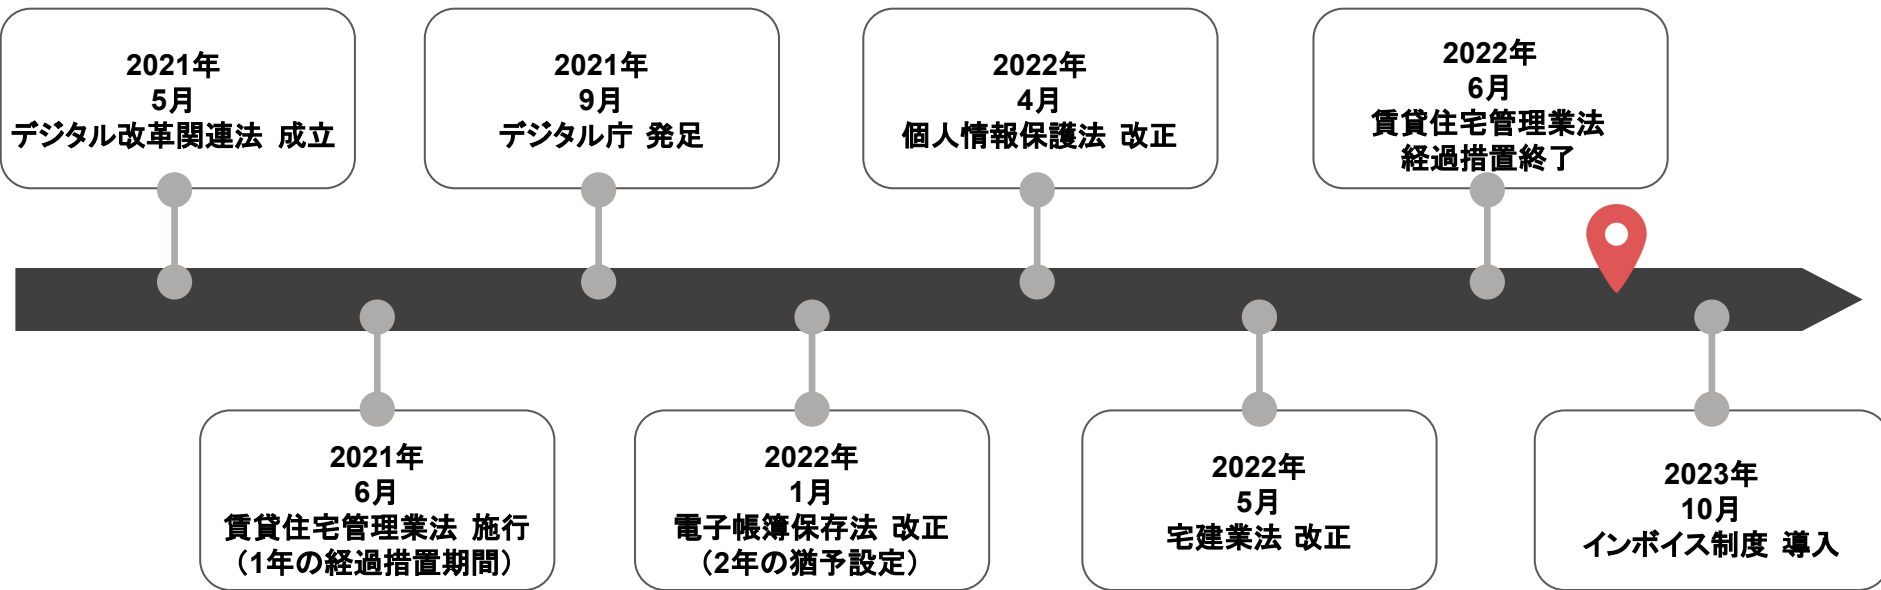 2021年
5月
デジタル改革関連法 成立
2021年
6月
賃貸住宅管理業法 施行
（1年の経過措置期間）
2021年
9月
デジタル庁 発足
2022年
1月
電子帳簿保存法 改正
（2年の猶予設定）
2022年
4月
個人情報保護法 改正
2022年
5月
宅建業法 改正
2022年
6月
賃貸住宅管理業法
経過措置終了
2023年
10月
インボイス制度 導入